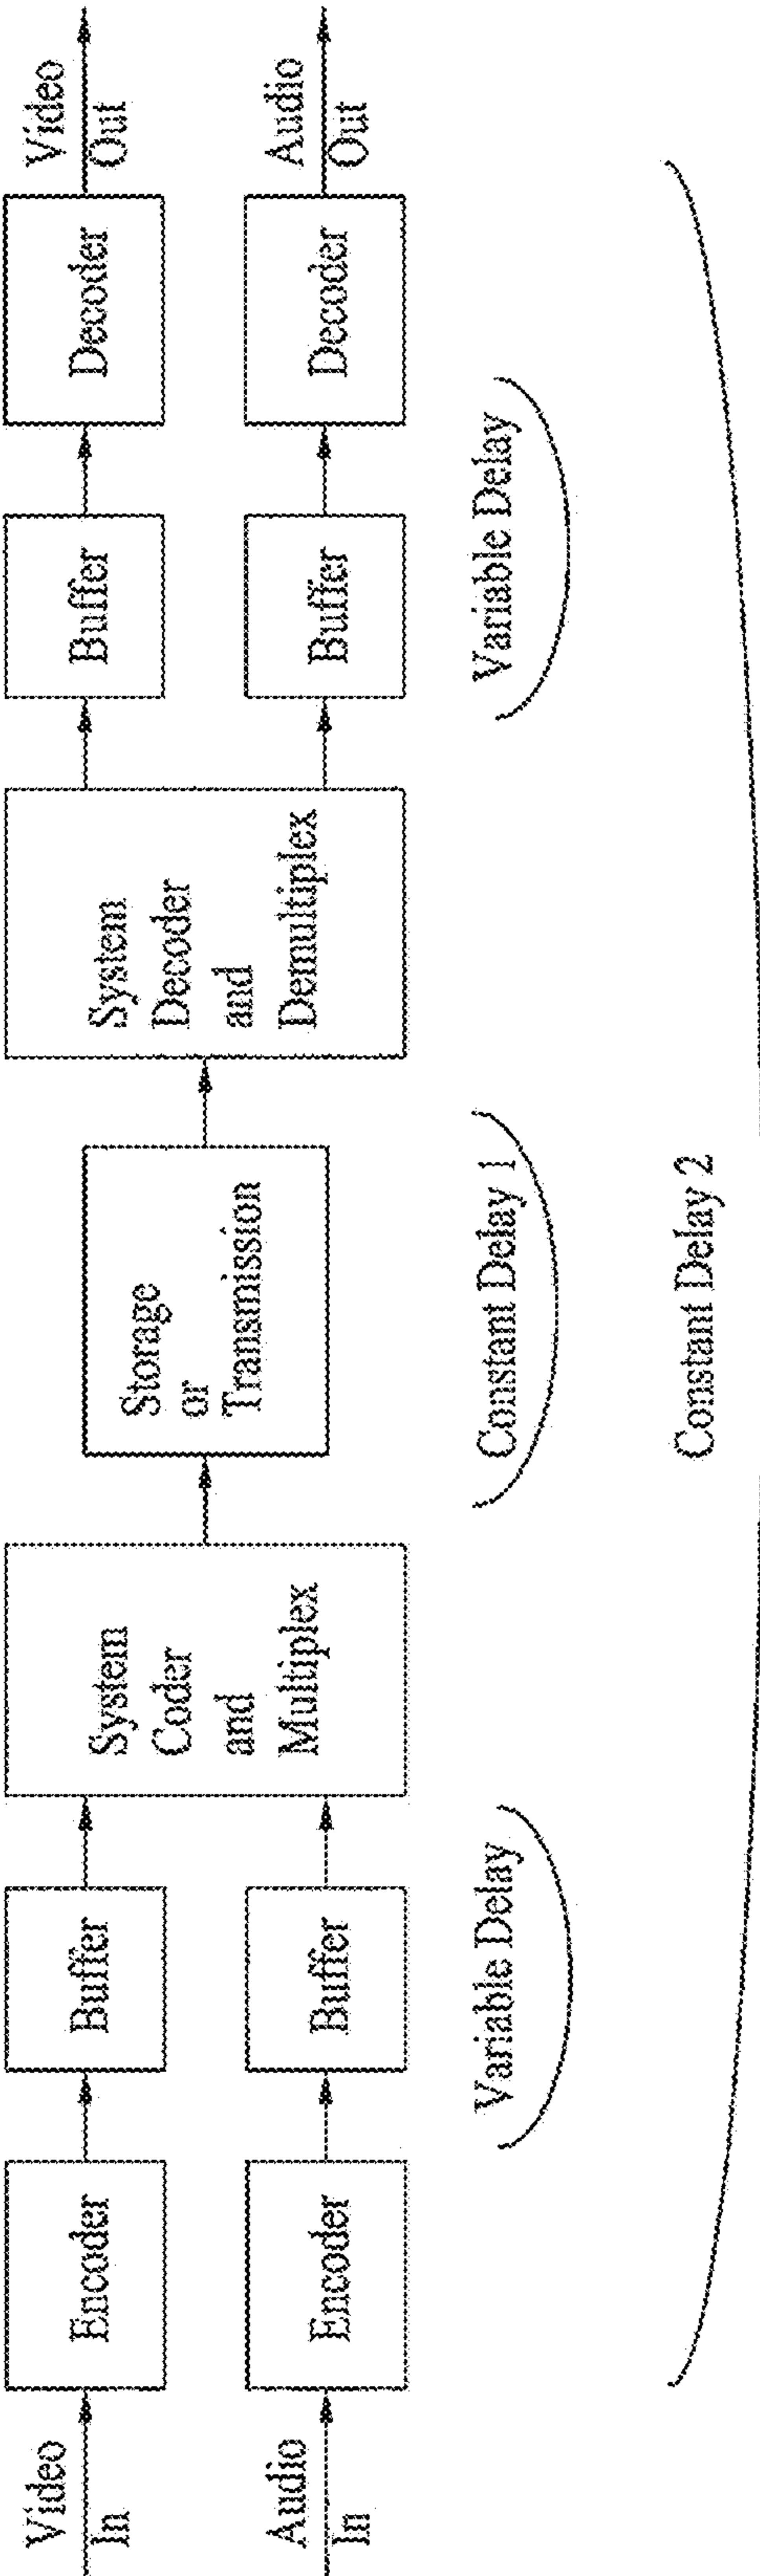 Video
In
Encoder
Buffer
Audio
In
Encoder
Buffer
System
Coder
and
Multiplex
Storage
or
Transmission
System
Decoder
and
Demultiplex
Buffer
Decoder
Video
Out
Buffer
Decoder
Audio
Out
Variable Delay
Constant Delay 1
Variable Delay
Constant Delay 2